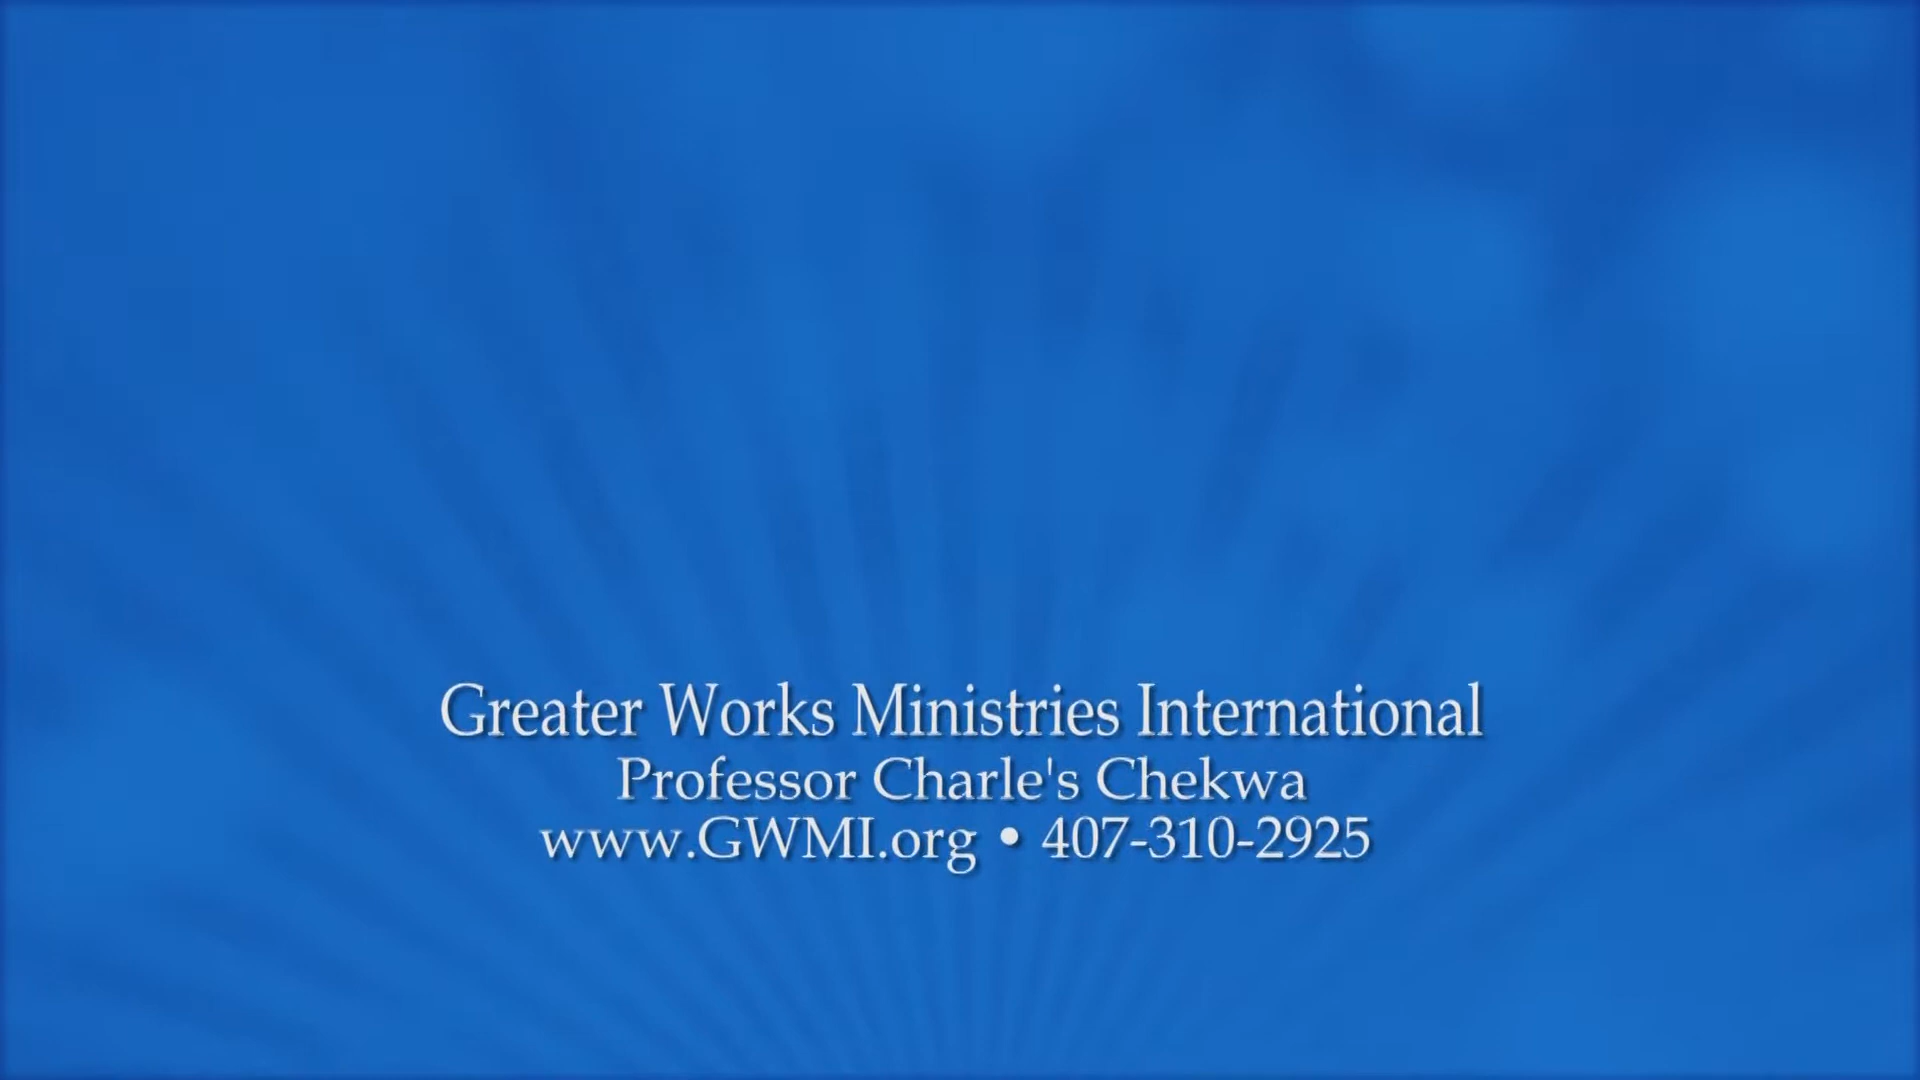 Greater Works Ministries International
Professor Charle's Chekwa
www.GWMI.org • 407-310-2925